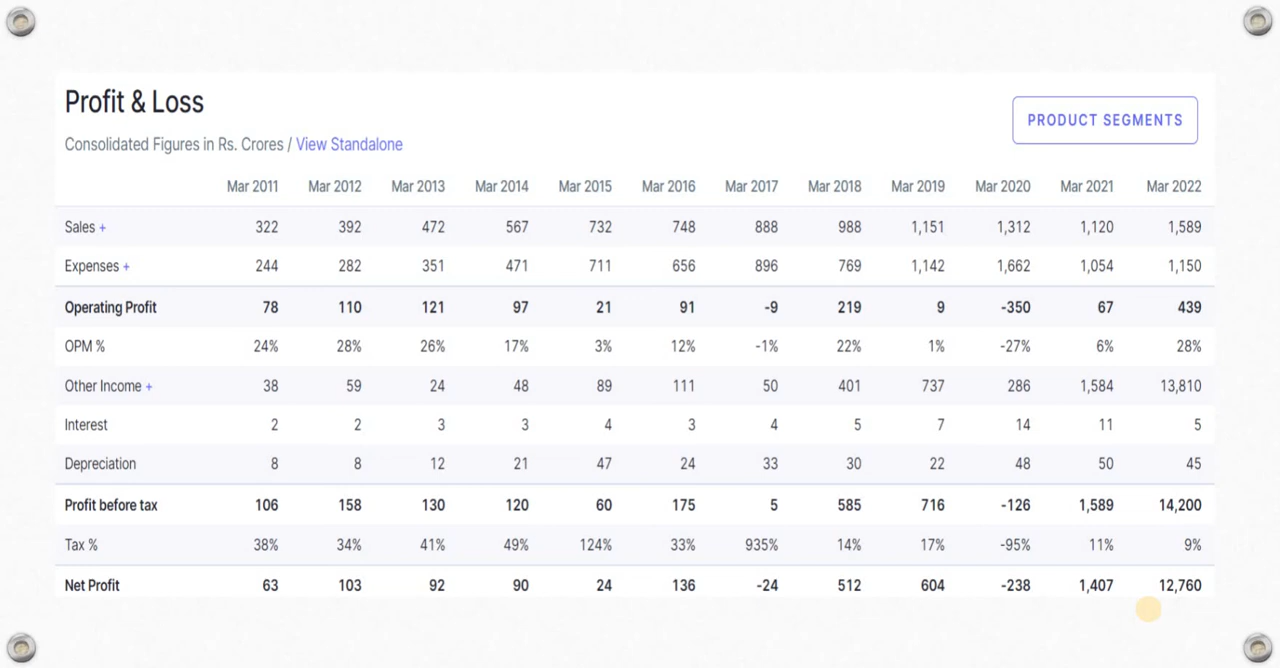 Profit & Loss
PRODUCT SEGMENTS
Consolidated Figures in Rs. Crores / View Standalone
Mar 2011 Mar 2012 Mar 2013 Mar 2014 Mar 2015 Mar 2016 Mar 2017 Mar 2018 Mar 2019 Mar 2020 Mar 2021 Mar 2022
Sales + 322 392 472 567 732 748 888 988 1,151 1,312 1,120 1,589
Expenses + 244 282 351 471 711 656 896 769 1,142 1,662 1,054 1,150
Operating Profit 78 110 121 97 21 91 -9 219 9 -350 67 439
OPM % 24% 28% 26% 17% 3% 12% -1% 22% 1% -27% 6% 28%
Other Income + 38 59 24 48 89 111 50 401 737 286 1,584 13,810
Interest 2 2 3 3 4 3 4 5 7 14 11 5
Depreciation 8 8 12 21 47 24 33 30 22 48 50 45
Profit before tax 106 158 130 120 60 175 5 585 716 -126 1,589 14,200
Tax % 38% 34% 41% 49% 124% 33% 935% 14% 17% -95% 11% 9%
Net Profit 63 103 92 90 24 136 -24 512 604 -238 1,407 12,760